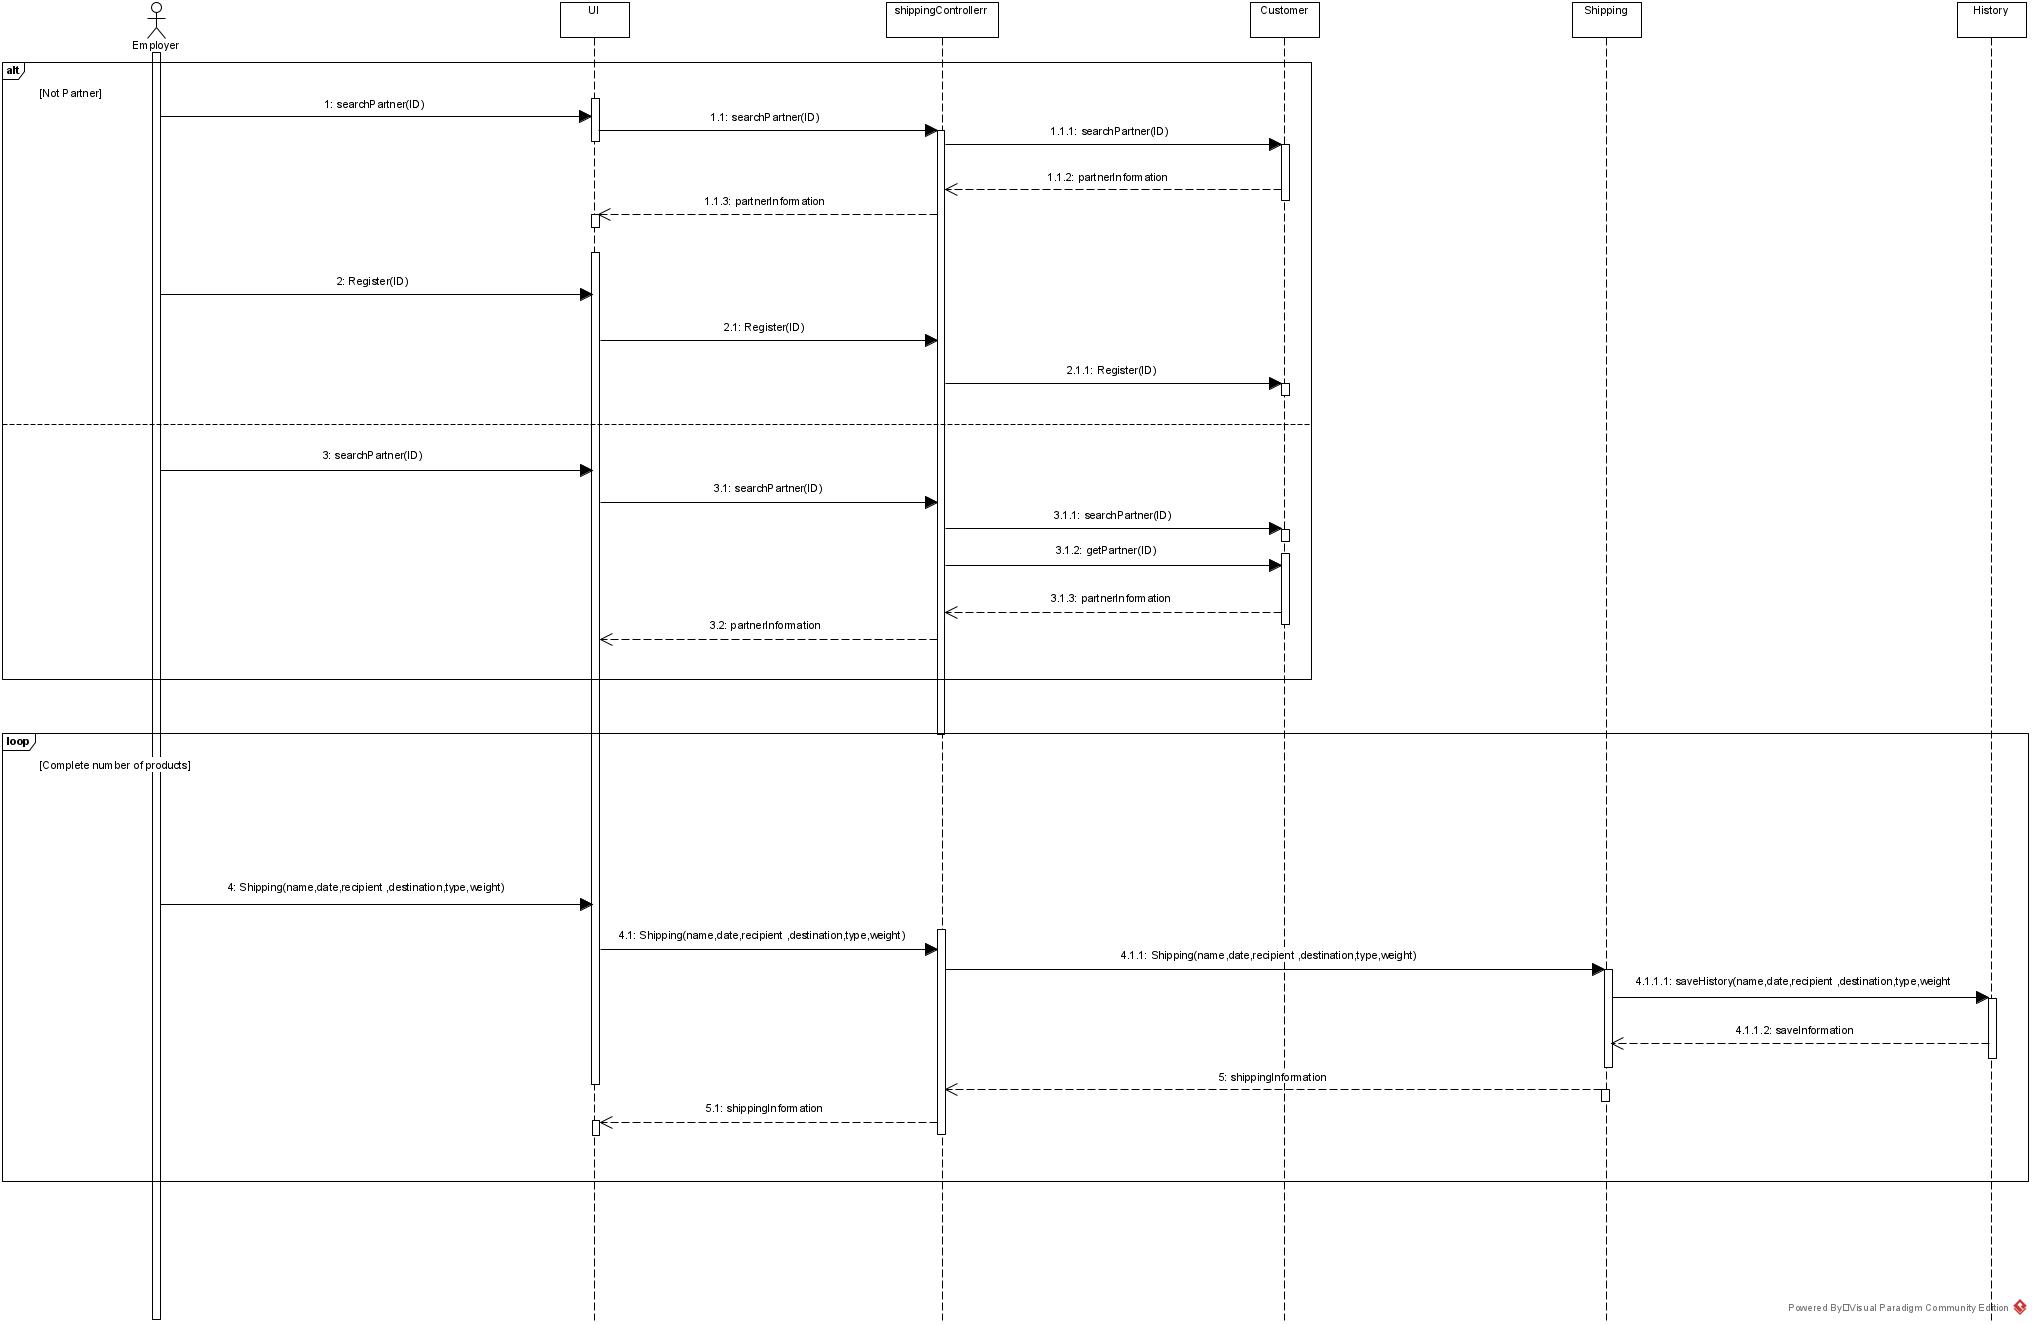 Employer
UI
shippingControllerr
Customer
Shipping
History
alt
[Not Partner]
1: searchPartner(ID)
1.1: searchPartner(ID)
1.1.1: searchPartner(ID)
1.1.2: partnerInformation
1.1.3: partnerInformation
2: Register(ID)
2.1: Register(ID)
2.1.1: Register(ID)
3: searchPartner(ID)
3.1: searchPartner(ID)
3.1.1: searchPartner(ID)
3.1.2: getPartner(ID)
3.1.3: partnerInformation
3.2: partnerInformation
loop
[Complete number of products]
4: Shipping(name,date,recipient ,destination,type,weight)
4.1: Shipping(name,date,recipient ,destination,type,weight)
4.1.1: Shipping(name,date,recipient ,destination,type,weight)
4.1.1.1: saveHistory(name,date,recipient ,destination,type,weight
4.1.1.2: saveInformation
5: shippingInformation
5.1: shippingInformation
Powered By□Visual Paradigm Community Edition